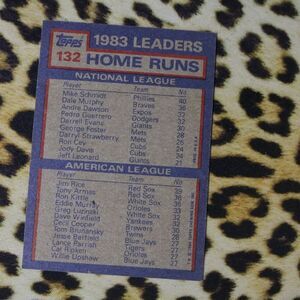 Topps 1983 LEADERS
132 HOME RUNS
NATIONAL LEAGUE
Player Team No.
Mike Schmidt Phillies 40
Dale Murphy Braves 36
Andre Dawson Expos 32
Pedro Guerrero Dodgers 32
Darrell Evans Giants 30
George Foster Mets 28
Darryl Strawberry Mets 26
Ron Cey Cubs 24
Jody Davis Cubs 24
Jeff Leonard Giants 21
AMERICAN LEAGUE
Player Team No.
Jim Rice Red Sox 39
Tony Armas Red Sox 36
Ron Kittle White Sox 35
Eddie Murray Orioles 33
Greg Luzinski White Sox 32
Dave Winfield Yankees 32
Cecil Cooper Brewers 30
Tom Brunansky Twins 28
Jesse Barfield Blue Jays 27
Lance Parrish Tigers 27
Cal Ripken Orioles 27
Willie Upshaw Blue Jays 27